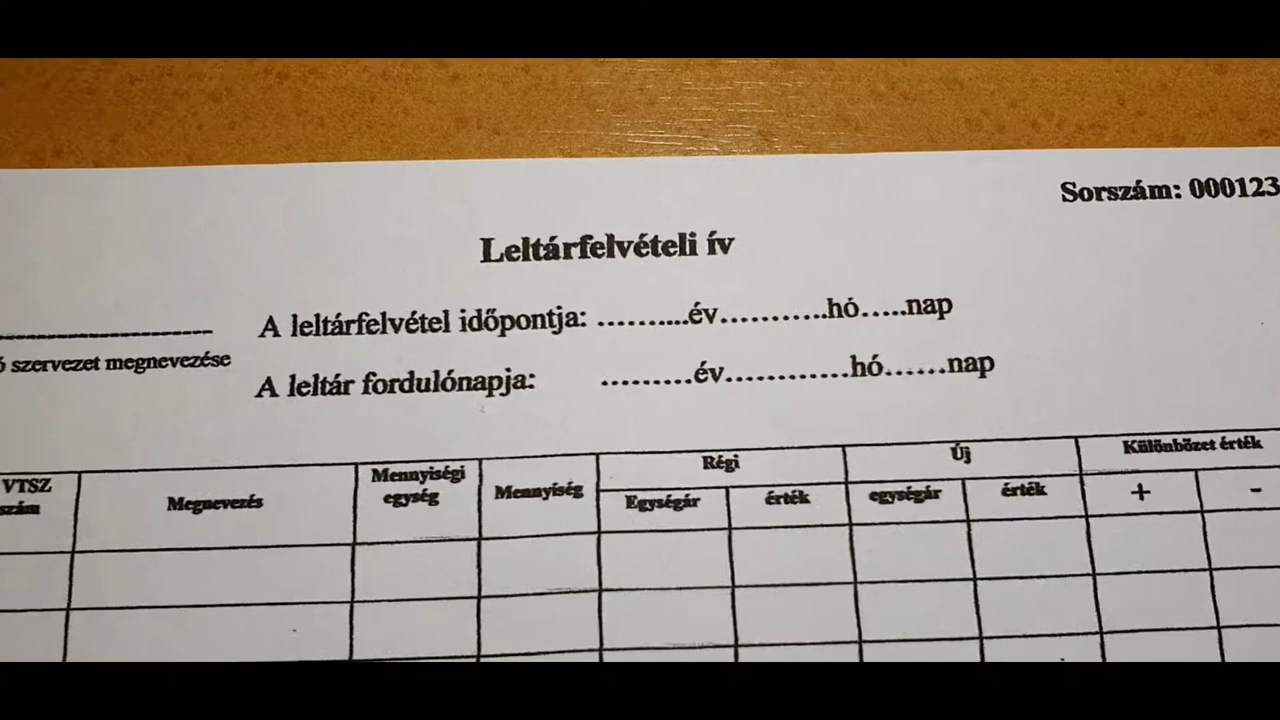 Sorszám: 000123
Leltárfelvételi ív
A leltárfelvétel időpontja: ..........év...........hó.....nap
ó szervezet megnevezése
A leltár fordulónapja: .........év............hó......nap
VTSZ szám
Megnevezés
Mennyiségi egység
Mennyiség
Régi
Egységár
érték
Új
egységár
érték
Különbözet érték
+
-